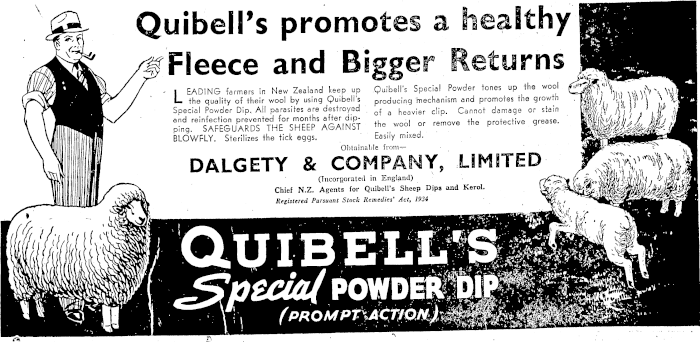 Quibell's promotes a healthy
Fleece and Bigger Returns
LEADING farmers in New Zealand keep up
the quality of their wool by using Quibell's
Special Powder Dip. All parasites are destroyed
and reinfection prevented for months after dip-
ping. SAFEGUARDS THE SHEEP AGAINST
BLOWFLY. Sterilizes the tick eggs.
Quibell's Special Powder tones up the wool
producing mechanism and promotes the growth
of a heavier clip. Cannot damage or stain
the wool or remove the protective grease.
Easily mixed.
Obtainable from—
DALGETY & COMPANY, LIMITED
(Incorporated in England)
Chief N.Z. Agents for Quibell's Sheep Dips and Kerol.
Registered Pursuant Stock Remedies' Act, 1934
QUIBELL'S
Special POWDER DIP
(PROMPT ACTION)